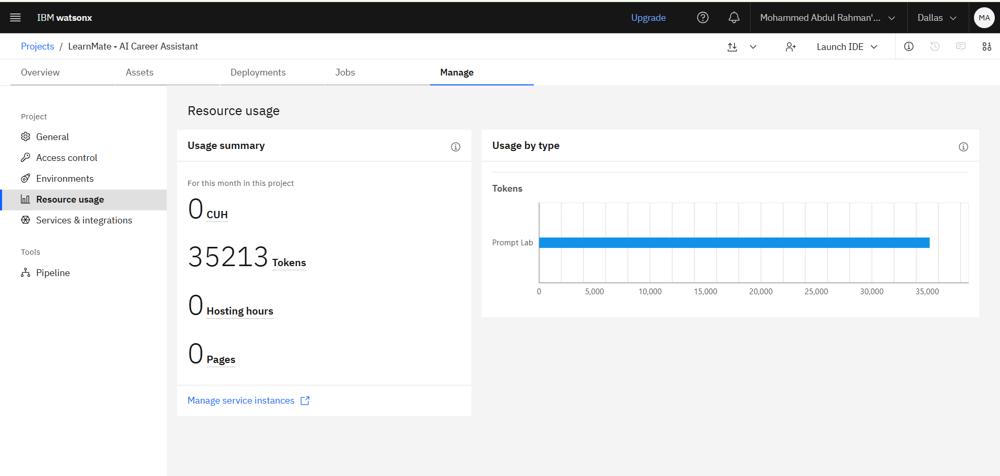 IBM watsonx
Upgrade
Mohammed Abdul Rahman'...
Dallas
MA
Projects / LearnMate - AI Career Assistant
Launch IDE
Overview
Assets
Deployments
Jobs
Manage
Project
General
Access control
Environments
Resource usage
Services & integrations
Tools
Pipeline
Resource usage
Usage summary
For this month in this project
0 CUH
35213 Tokens
0 Hosting hours
0 Pages
Manage service instances
Usage by type
Tokens
Prompt Lab
0 5,000 10,000 15,000 20,000 25,000 30,000 35,000